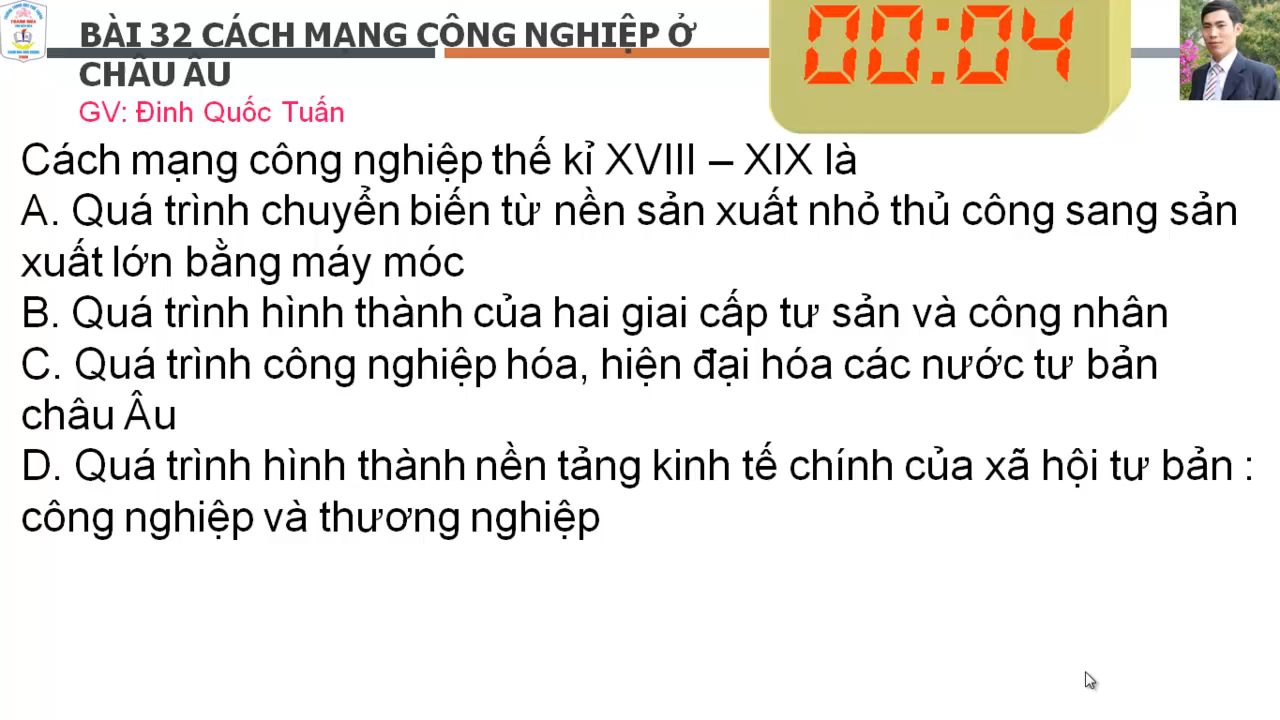 BÀI 32 CÁCH MẠNG CÔNG NGHIỆP Ở
CHÂU ÂU
GV: Đinh Quốc Tuấn
00:04
Cách mạng công nghiệp thế kỉ XVIII – XIX là
A. Quá trình chuyển biến từ nền sản xuất nhỏ thủ công sang sản
xuất lớn bằng máy móc
B. Quá trình hình thành của hai giai cấp tư sản và công nhân
C. Quá trình công nghiệp hóa, hiện đại hóa các nước tư bản
châu Âu
D. Quá trình hình thành nền tảng kinh tế chính của xã hội tư bản :
công nghiệp và thương nghiệp